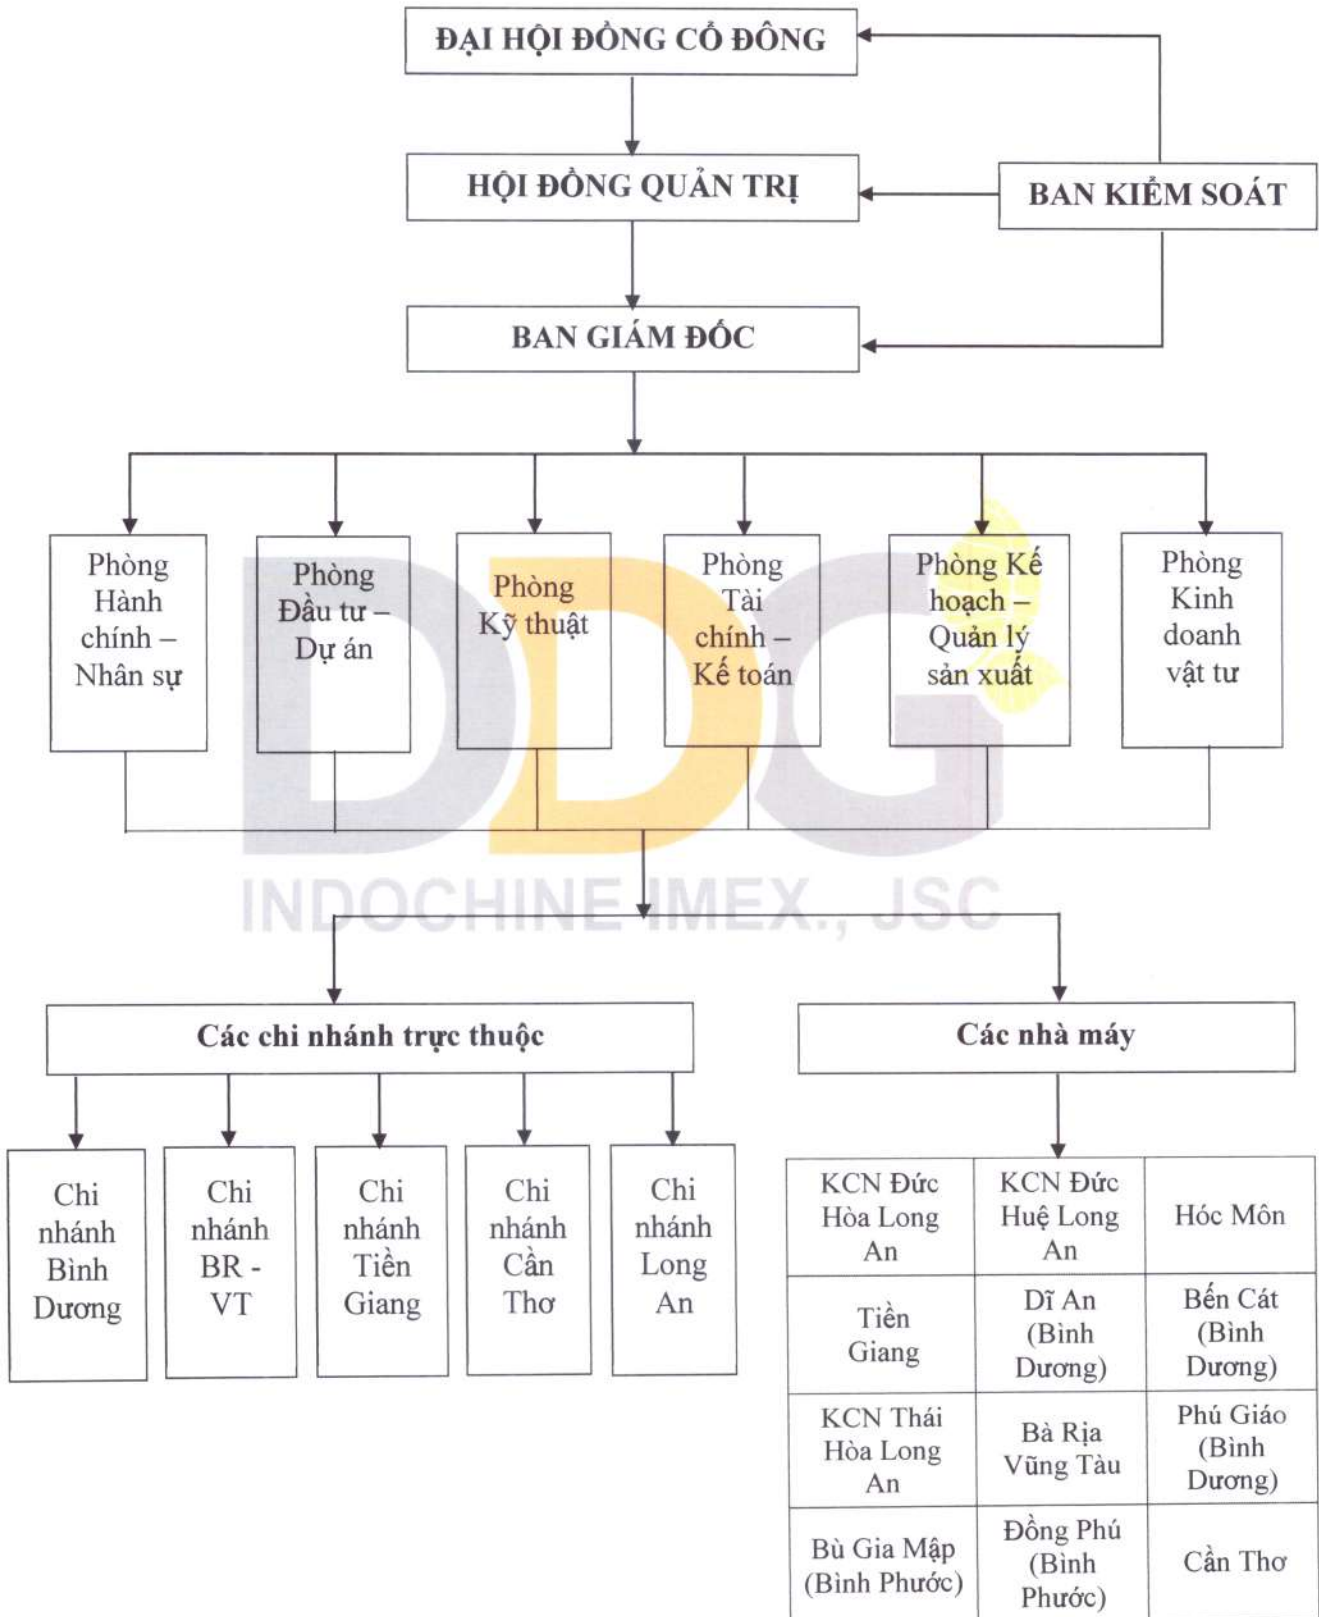 ĐẠI HỘI ĐỒNG CỔ ĐÔNG
HỘI ĐỒNG QUẢN TRỊ
BAN KIỂM SOÁT
BAN GIÁM ĐỐC
Phòng
Hành
chính –
Nhân sự
Phòng
Đầu tư –
Dự án
Phòng
Kỹ thuật
Phòng
Tài
chính –
Kế toán
Phòng Kế
hoạch –
Quản lý
sản xuất
Phòng
Kinh
doanh
vật tư
DDG
INDOCHINE IMEX., JSC
Các chi nhánh trực thuộc
Các nhà máy
Chi
nhánh
Bình
Dương
Chi
nhánh
BR -
VT
Chi
nhánh
Tiền
Giang
Chi
nhánh
Cần
Thơ
Chi
nhánh
Long
An
KCN Đức
Hòa Long
An
KCN Đức
Huệ Long
An
Hóc Môn
Tiền
Giang
Dĩ An
(Bình
Dương)
Bến Cát
(Bình
Dương)
KCN Thái
Hòa Long
An
Bà Rịa
Vũng Tàu
Phú Giáo
(Bình
Dương)
Bù Gia Mập
(Bình Phước)
Đồng Phú
(Bình
Phước)
Cần Thơ